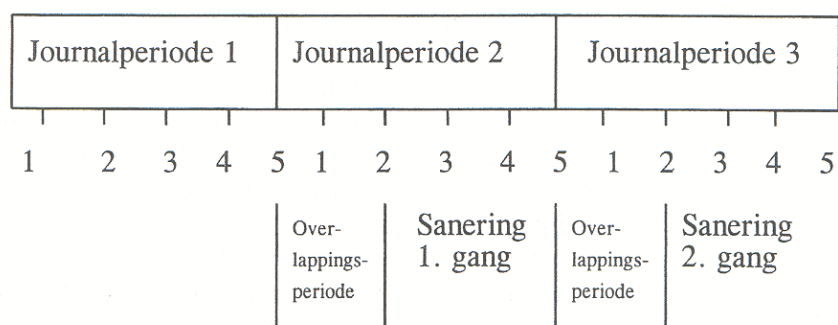 Journalperiode 1 Journalperiode 2 Journalperiode 3
1 2 3 4 5 1 2 3 4 5 1 2 3 4 5
Over-
lappings-
periode
Sanering
1. gang
Over-
lappings-
periode
Sanering
2. gang